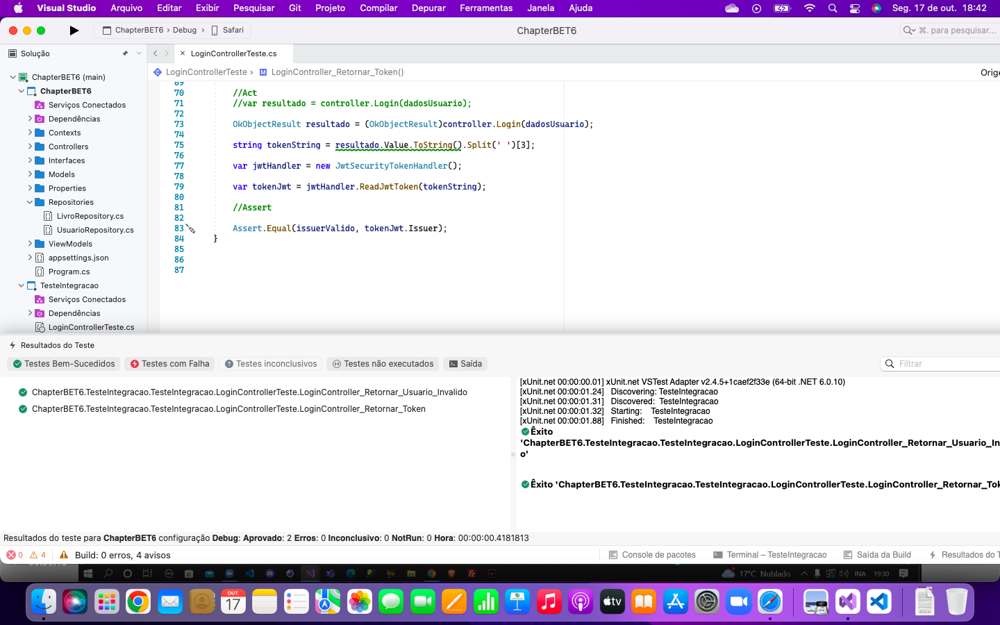 Visual Studio Arquivo Editar Exibir Pesquisar Git Projeto Compilar Depurar Ferramentas Janela Ajuda Seg. 17 de out. 18:42
ChapterBET6 › Debug › Safari ChapterBET6 ⌘. para pesquisar...
Solução LoginControllerTeste.cs
LoginControllerTeste › LoginController_Retornar_Token() Orige
ChapterBET6 (main)
ChapterBET6
Serviços Conectados
Dependências
Contexts
Controllers
Interfaces
Models
Properties
Repositories
LivroRepository.cs
UsuarioRepository.cs
ViewModels
appsettings.json
Program.cs
TesteIntegracao
Serviços Conectados
Dependências
LoginControllerTeste.cs
69
70 //Act
71 //var resultado = controller.Login(dadosUsuario);
72
73 OkObjectResult resultado = (OkObjectResult)controller.Login(dadosUsuario);
74
75 string tokenString = resultado.Value.ToString().Split(' ')[3];
76
77 var jwtHandler = new JwtSecurityTokenHandler();
78
79 var tokenJwt = jwtHandler.ReadJwtToken(tokenString);
80
81 //Assert
82
83 Assert.Equal(issuerValido, tokenJwt.Issuer);
84 }
85
86
87
Resultados do Teste
Testes Bem-Sucedidos Testes com Falha Testes inconclusivos Testes não executados Saída Filtrar
ChapterBET6.TesteIntegracao.TesteIntegracao.LoginControllerTeste.LoginController_Retornar_Usuario_Invalido
ChapterBET6.TesteIntegracao.TesteIntegracao.LoginControllerTeste.LoginController_Retornar_Token
[xUnit.net 00:00:00.01] xUnit.net VSTest Adapter v2.4.5+1caef2f33e (64-bit .NET 6.0.10)
[xUnit.net 00:00:01.24] Discovering: TesteIntegracao
[xUnit.net 00:00:01.31] Discovered: TesteIntegracao
[xUnit.net 00:00:01.32] Starting: TesteIntegracao
[xUnit.net 00:00:01.88] Finished: TesteIntegracao
Êxito
'ChapterBET6.TesteIntegracao.TesteIntegracao.LoginControllerTeste.LoginController_Retornar_Usuario_In
o'
Êxito 'ChapterBET6.TesteIntegracao.TesteIntegracao.LoginControllerTeste.LoginController_Retornar_Tok
Resultados do teste para ChapterBET6 configuração Debug: Aprovado: 2 Erros: 0 Inconclusivo: 0 NotRun: 0 Hora: 00:00:00.4181813
0 4 Build: 0 erros, 4 avisos Console de pacotes Terminal – TesteIntegracao Saída da Build Resultados do T
17°C Nublado INA 19:30
OUT.
17
tv